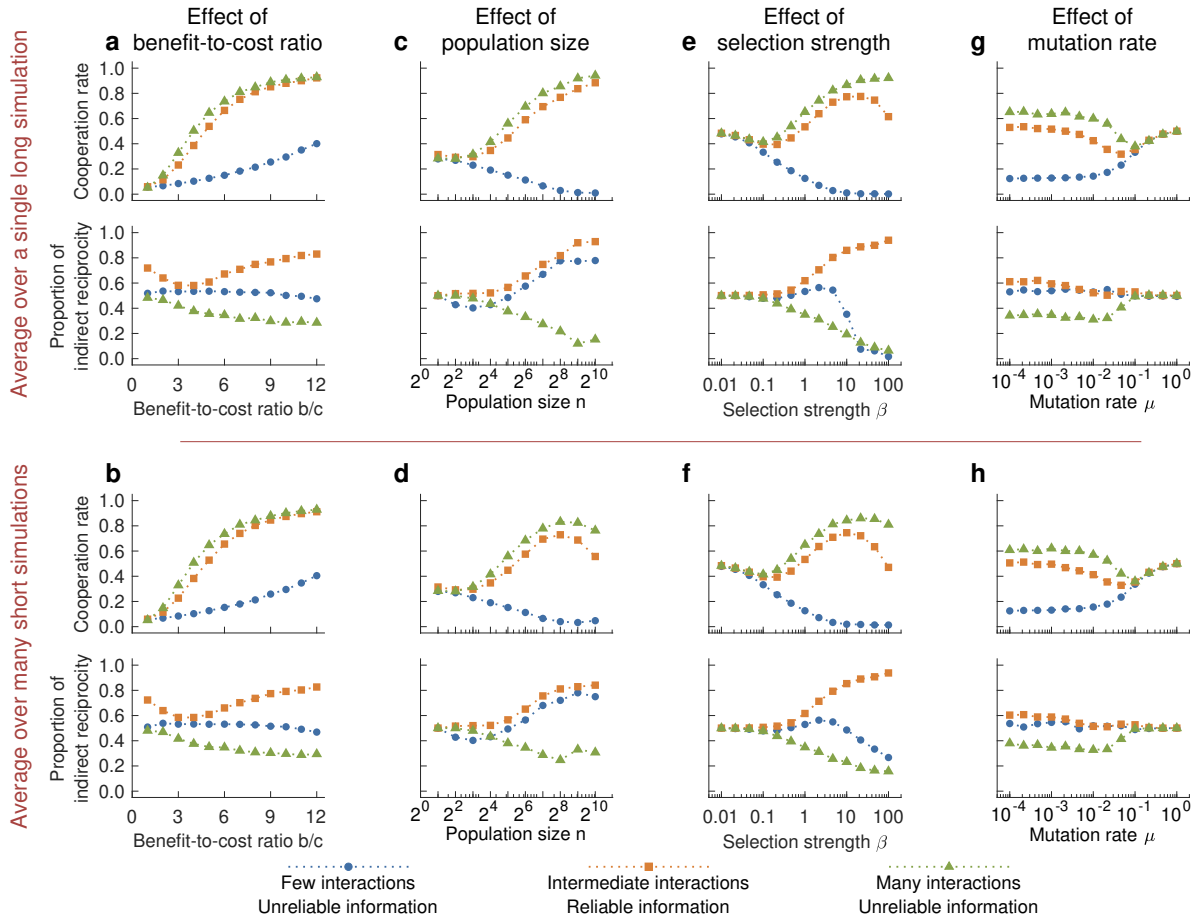 Effect of
benefit-to-cost ratio
Effect of
population size
Effect of
selection strength
Effect of
mutation rate
Average over a single long simulation
a
c
e
g
Cooperation rate
1.0
0.8
0.6
0.4
0.2
0.0
Proportion of
indirect reciprocity
1.0
0.8
0.6
0.4
0.2
0.0
0 3 6 9 12
Benefit-to-cost ratio b/c
2^0 2^2 2^4 2^6 2^8 2^10
Population size n
0.01 0.1 1 10 100
Selection strength β
10^-4 10^-3 10^-2 10^-1 10^0
Mutation rate μ
Average over many short simulations
b
d
f
h
Cooperation rate
1.0
0.8
0.6
0.4
0.2
0.0
Proportion of
indirect reciprocity
1.0
0.8
0.6
0.4
0.2
0.0
0 3 6 9 12
Benefit-to-cost ratio b/c
2^0 2^2 2^4 2^6 2^8 2^10
Population size n
0.01 0.1 1 10 100
Selection strength β
10^-4 10^-3 10^-2 10^-1 10^0
Mutation rate μ
Few interactions
Unreliable information
Intermediate interactions
Reliable information
Many interactions
Unreliable information